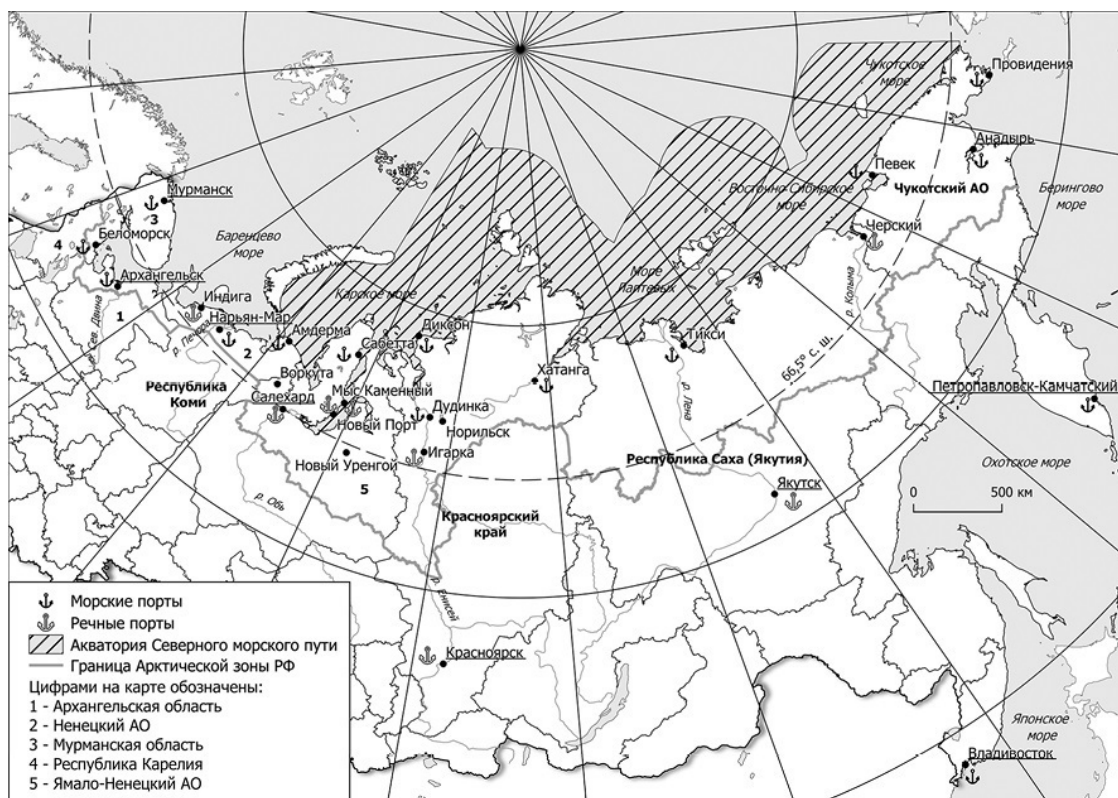 Чукотское
море
Провидения
Анадырь
Певек
Чукотский АО
Берингово
море
Восточно-Сибирское
море
Черский
р. Колыма
Мурманск
3
4
Беломорск
Баренцево
море
Архангельск
1
р. Сев. Двина
Индига
Нарьян-Мар
р. Печора
2
Амдерма
Карское море
Диксон
Сабетта
Море
Лаптевых
Тикси
66,5° с. ш.
Хатанга
Воркута
Республика
Коми
Салехард
Мыс Каменный
Новый Порт
Дудинка
Норильск
Игарка
Новый Уренгой
5
р. Обь
р. Лена
Петропавловск-Камчатский
Республика Саха (Якутия)
Охотское море
Якутск
0 500 км
Красноярский
край
р. Енисей
Красноярск
Японское
море
Владивосток
Морские порты
Речные порты
Акватория Северного морского пути
Граница Арктической зоны РФ
Цифрами на карте обозначены:
1 - Архангельская область
2 - Ненецкий АО
3 - Мурманская область
4 - Республика Карелия
5 - Ямало-Ненецкий АО